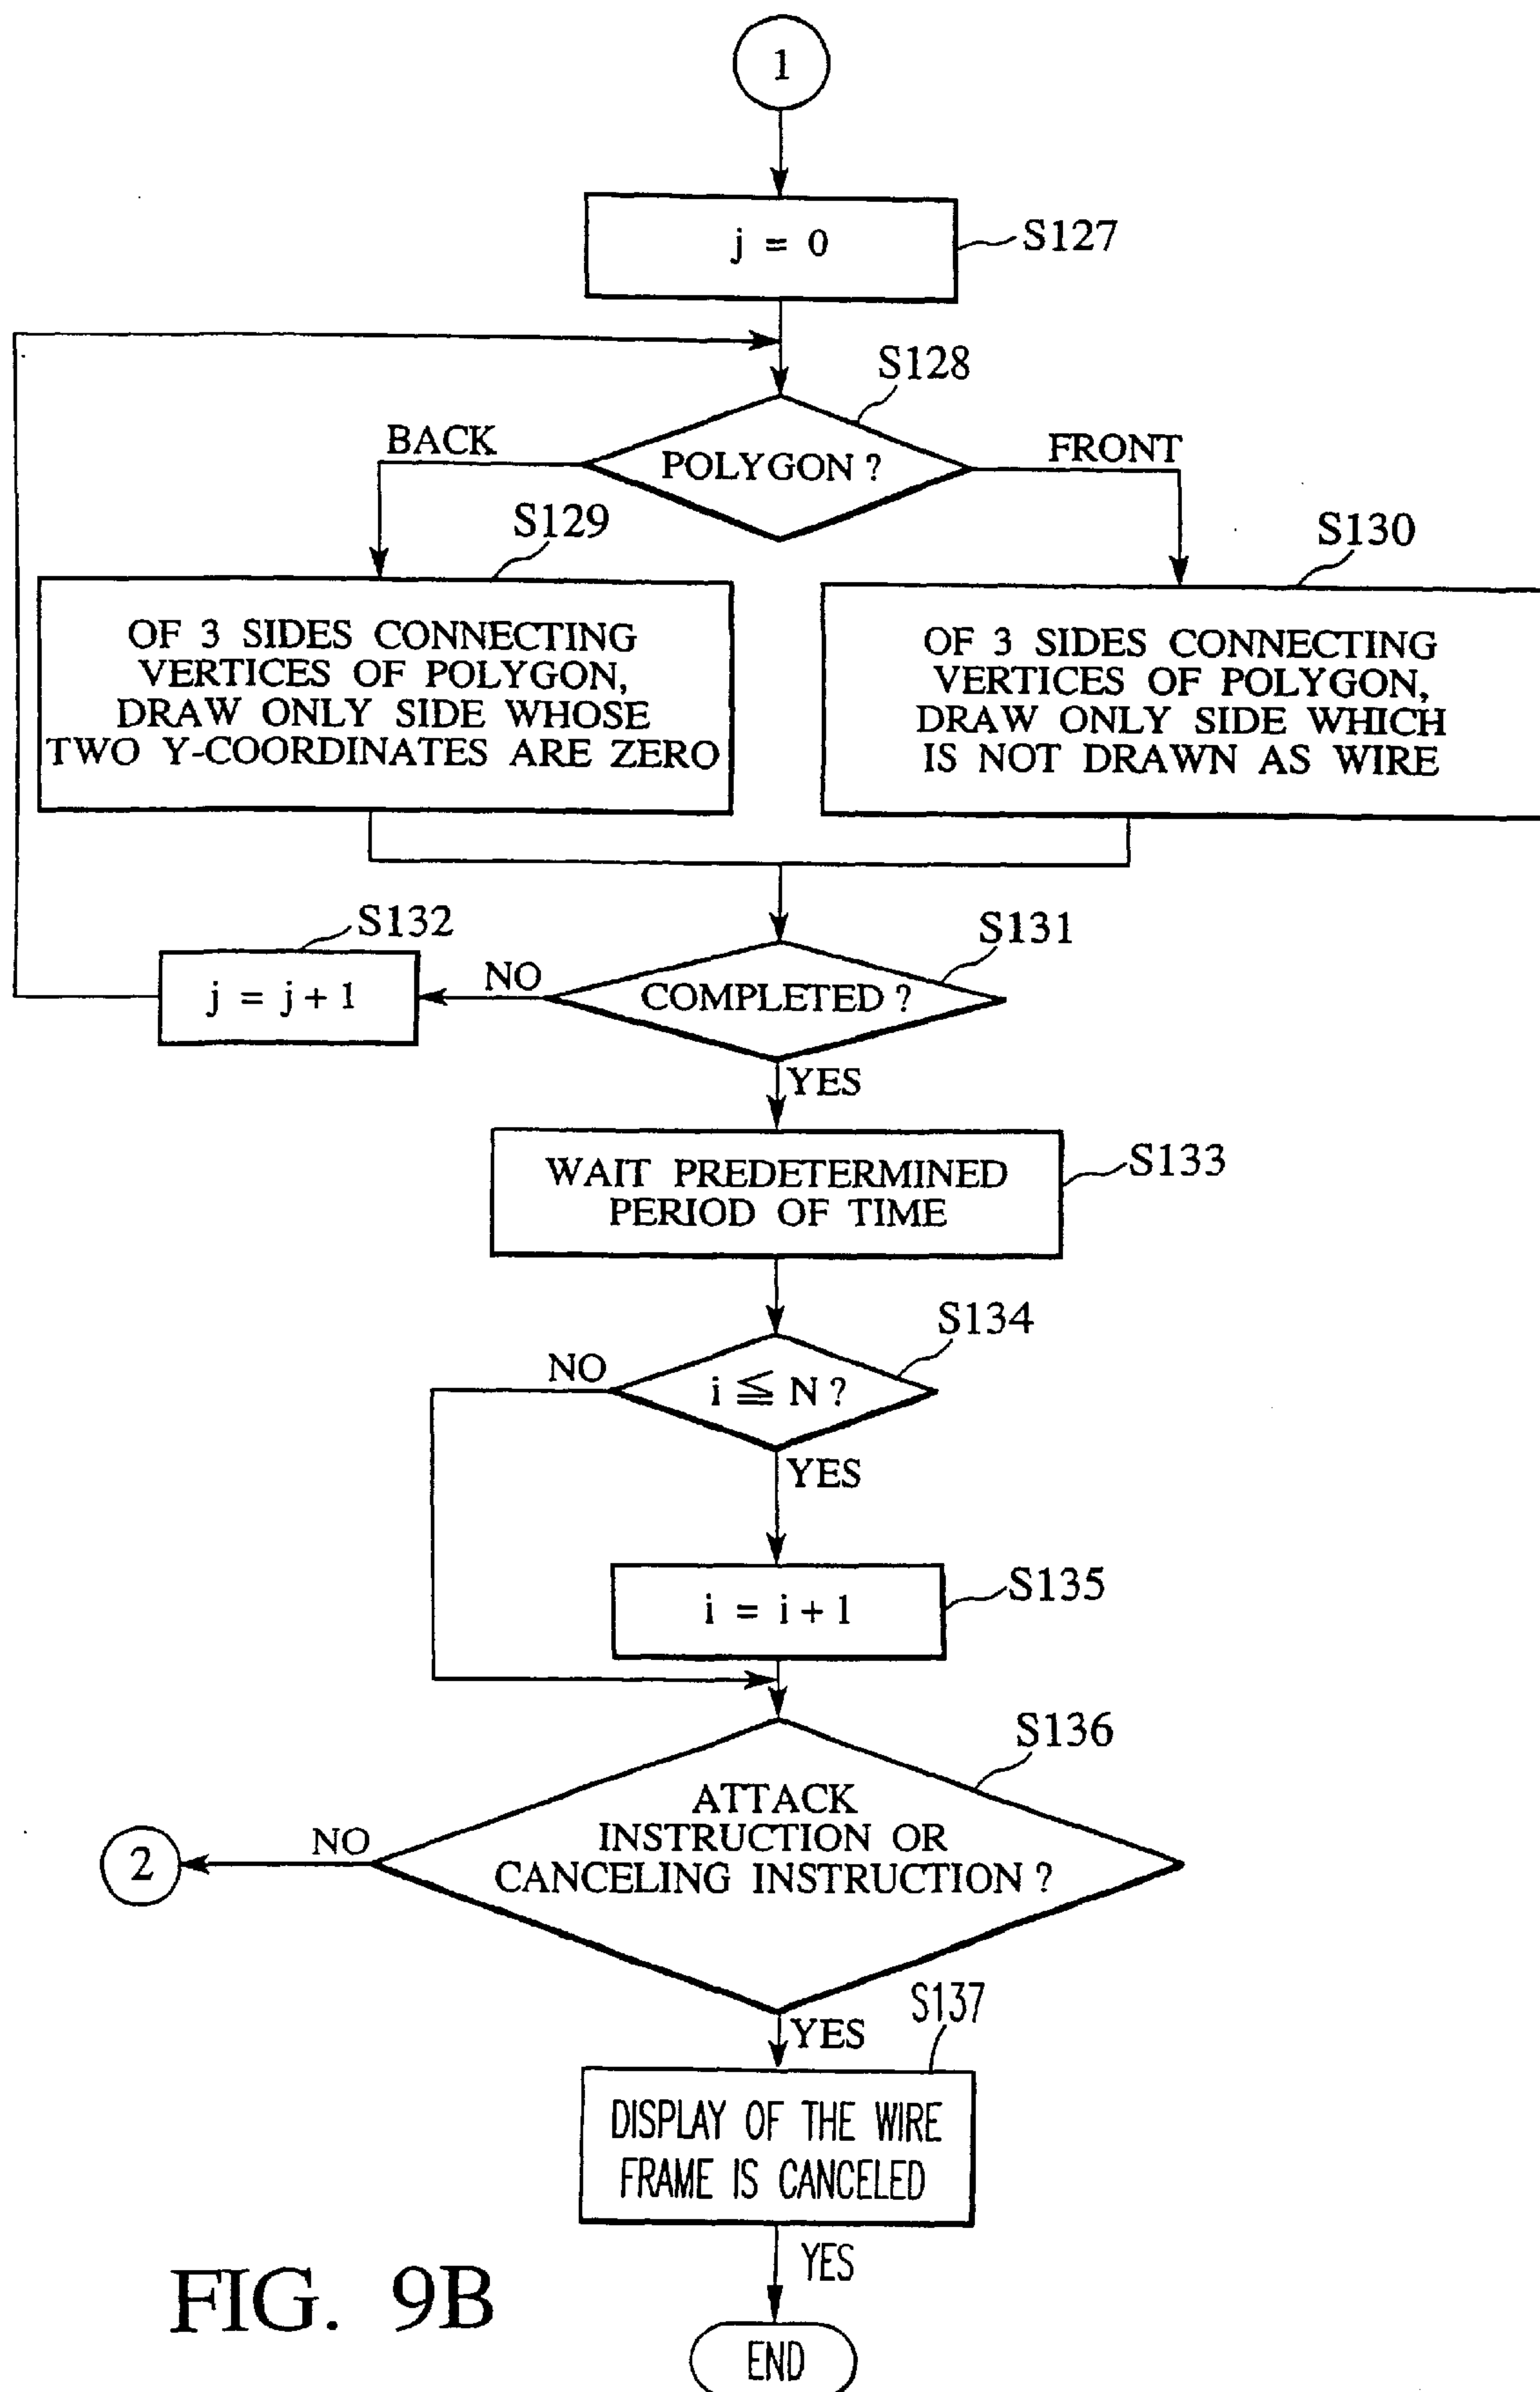 1
j = 0
S127
S128
BACK
POLYGON ?
FRONT
S129
S130
OF 3 SIDES CONNECTING
VERTICES OF POLYGON,
DRAW ONLY SIDE WHOSE
TWO Y-COORDINATES ARE ZERO
OF 3 SIDES CONNECTING
VERTICES OF POLYGON,
DRAW ONLY SIDE WHICH
IS NOT DRAWN AS WIRE
S132
S131
j = j + 1
NO
COMPLETED ?
YES
WAIT PREDETERMINED
PERIOD OF TIME
S133
S134
NO
i ≦ N ?
YES
i = i + 1
S135
S136
ATTACK
INSTRUCTION OR
CANCELING INSTRUCTION ?
NO
2
YES
S137
DISPLAY OF THE WIRE
FRAME IS CANCELED
YES
END
FIG. 9B